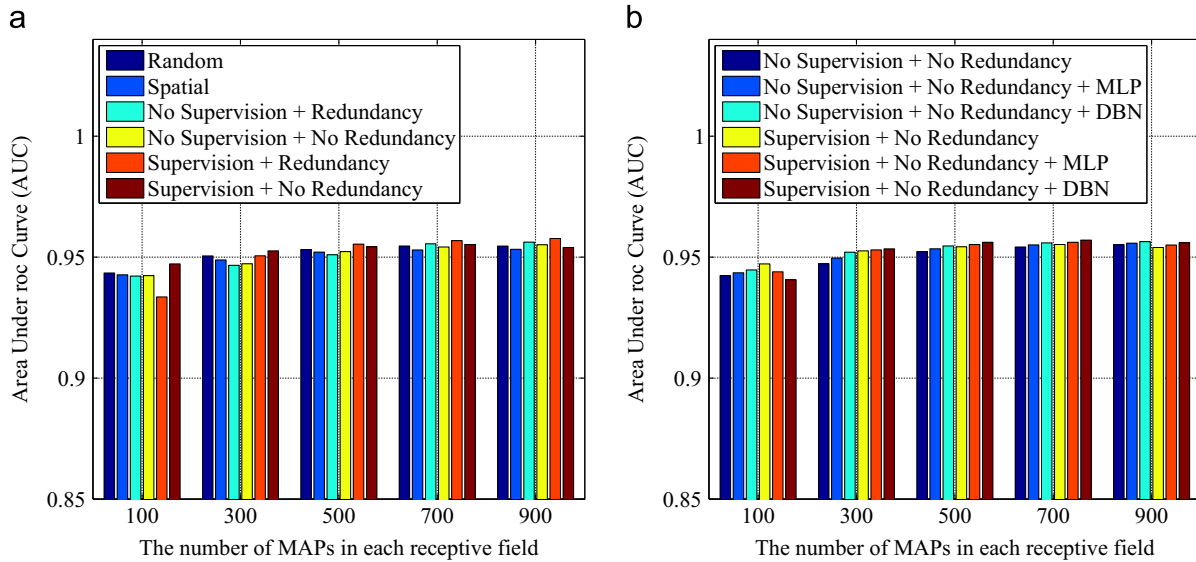 a
Random
Spatial
No Supervision + Redundancy
No Supervision + No Redundancy
Supervision + Redundancy
Supervision + No Redundancy
1
0.95
0.9
0.85
Area Under roc Curve (AUC)
100 300 500 700 900
The number of MAPs in each receptive field
b
No Supervision + No Redundancy
No Supervision + No Redundancy + MLP
No Supervision + No Redundancy + DBN
Supervision + No Redundancy
Supervision + No Redundancy + MLP
Supervision + No Redundancy + DBN
1
0.95
0.9
0.85
Area Under roc Curve (AUC)
100 300 500 700 900
The number of MAPs in each receptive field